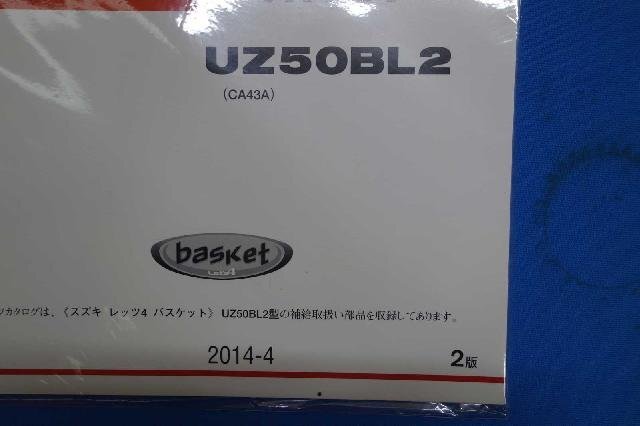 UZ50BL2
(CA43A)
basket
ツカタログは、《スズキ レッツ4 バスケット》 UZ50BL2型の補給取扱い部品を収録してあります。
2014-4
2版